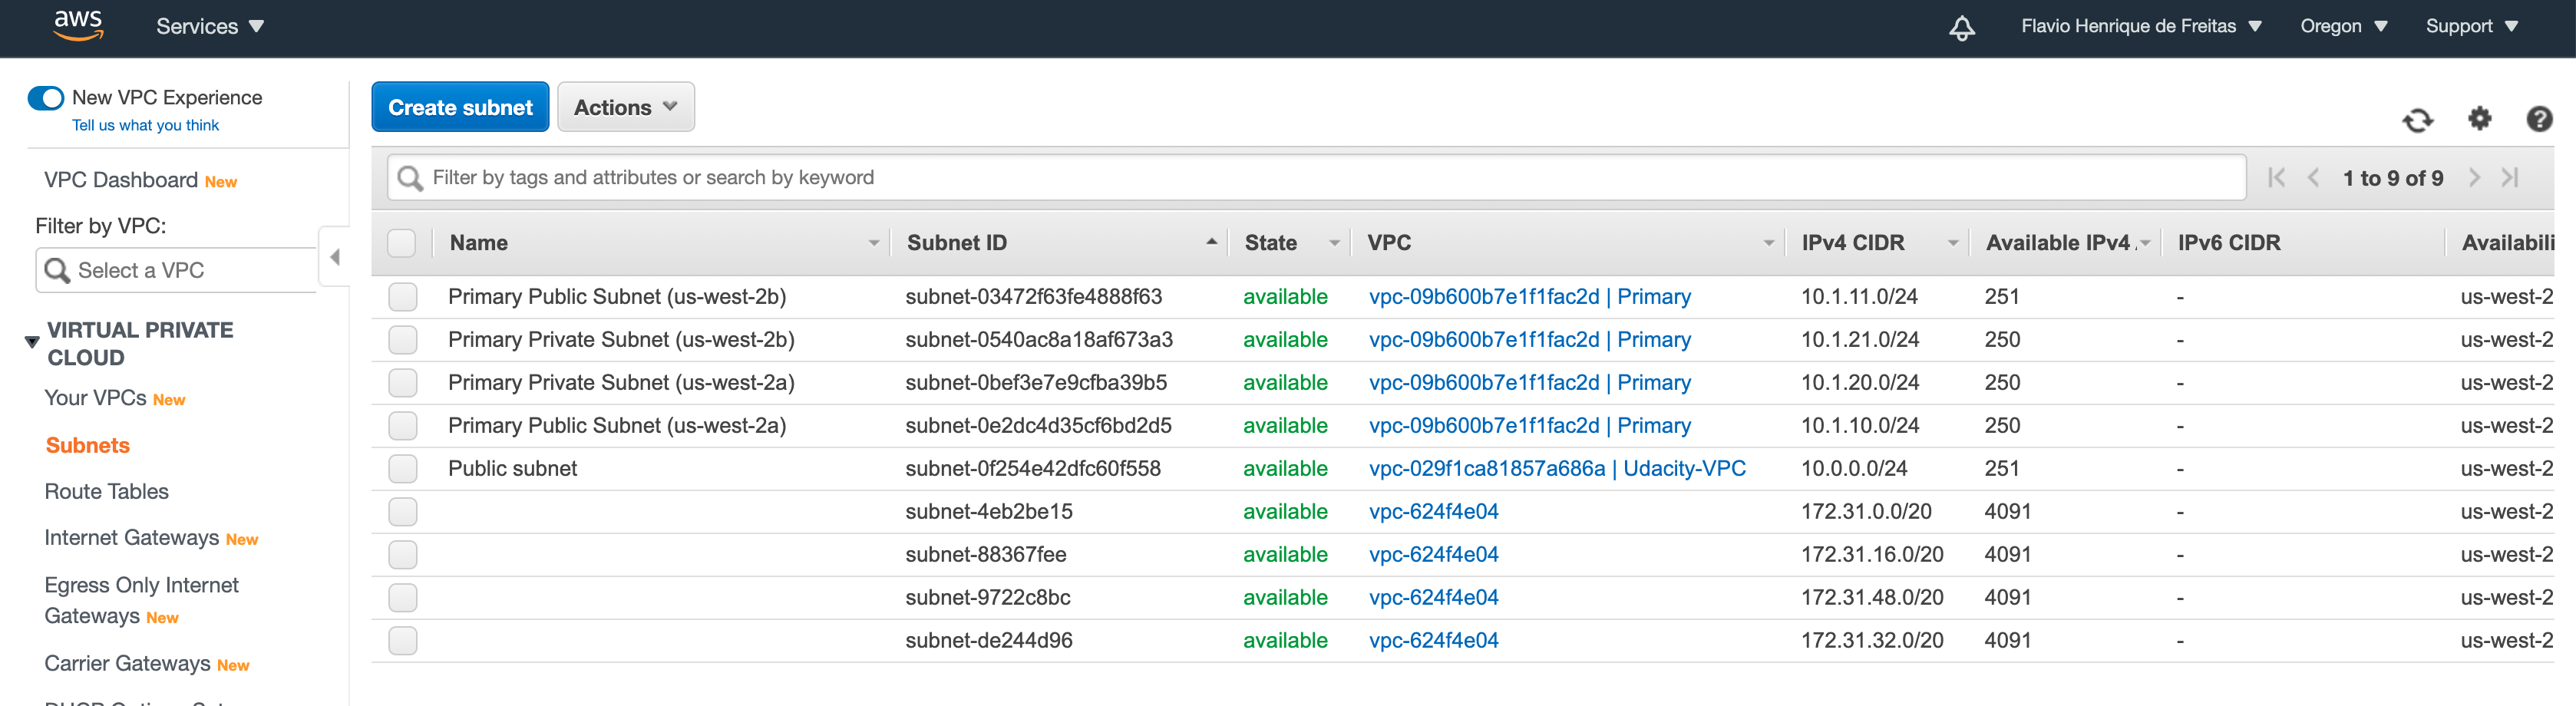 aws Services Flavio Henrique de Freitas Oregon Support
New VPC Experience
Tell us what you think
VPC Dashboard New
Filter by VPC:
Select a VPC
VIRTUAL PRIVATE
CLOUD
Your VPCs New
Subnets
Route Tables
Internet Gateways New
Egress Only Internet
Gateways New
Carrier Gateways New
Create subnet Actions
Filter by tags and attributes or search by keyword 1 to 9 of 9
Name Subnet ID State VPC IPv4 CIDR Available IPv4 IPv6 CIDR Availabili
Primary Public Subnet (us-west-2b) subnet-03472f63fe4888f63 available vpc-09b600b7e1f1fac2d | Primary 10.1.11.0/24 251 - us-west-2
Primary Private Subnet (us-west-2b) subnet-0540ac8a18af673a3 available vpc-09b600b7e1f1fac2d | Primary 10.1.21.0/24 250 - us-west-2
Primary Private Subnet (us-west-2a) subnet-0bef3e7e9cfba39b5 available vpc-09b600b7e1f1fac2d | Primary 10.1.20.0/24 250 - us-west-2
Primary Public Subnet (us-west-2a) subnet-0e2dc4d35cf6bd2d5 available vpc-09b600b7e1f1fac2d | Primary 10.1.10.0/24 250 - us-west-2
Public subnet subnet-0f254e42dfc60f558 available vpc-029f1ca81857a686a | Udacity-VPC 10.0.0.0/24 251 - us-west-2
subnet-4eb2be15 available vpc-624f4e04 172.31.0.0/20 4091 - us-west-2
subnet-88367fee available vpc-624f4e04 172.31.16.0/20 4091 - us-west-2
subnet-9722c8bc available vpc-624f4e04 172.31.48.0/20 4091 - us-west-2
subnet-de244d96 available vpc-624f4e04 172.31.32.0/20 4091 - us-west-2